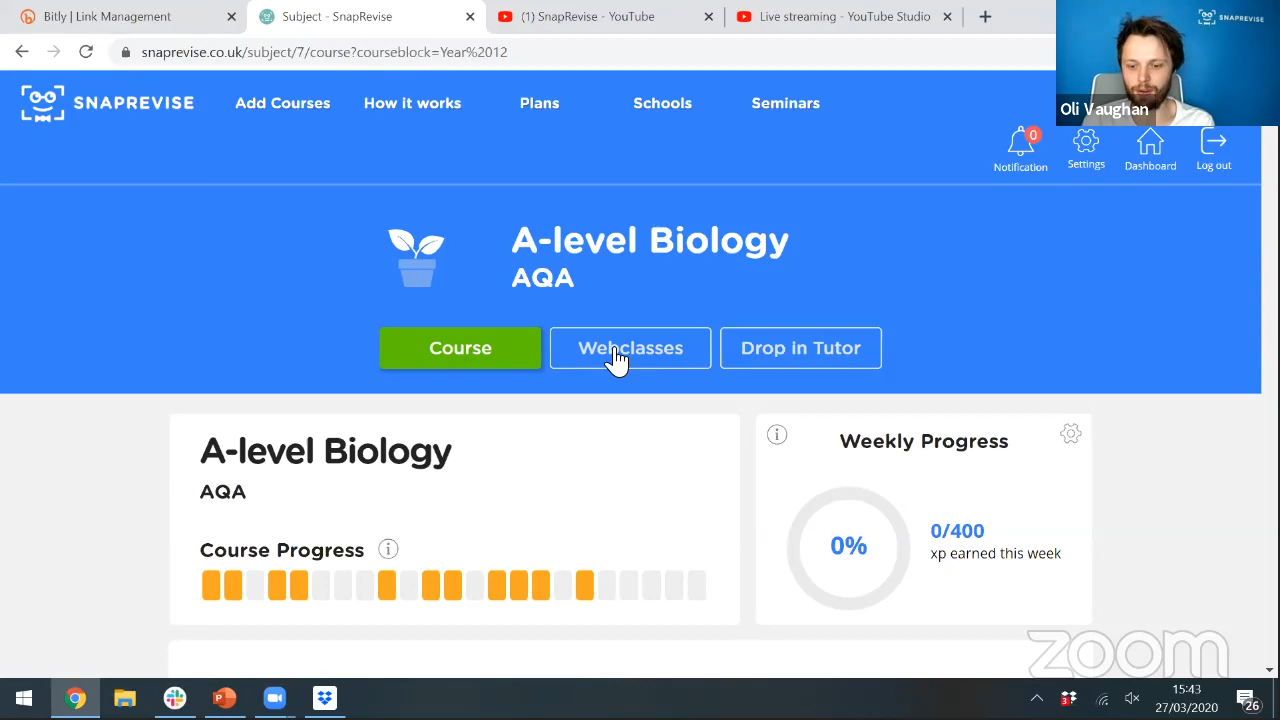 Bitly | Link Management
Subject - SnapRevise
(1) SnapRevise - YouTube
Live streaming - YouTube Studio
snaprevise.co.uk/subject/7/course?courseblock=Year%2012
SNAPREVISE
Oli Vaughan
SNAPREVISE
Add Courses
How it works
Plans
Schools
Seminars
0
Notification
Settings
Dashboard
Log out
A-level Biology
AQA
Course
Webclasses
Drop in Tutor
A-level Biology
AQA
Course Progress
Weekly Progress
0%
0/400
xp earned this week
zoom
3
15:43
27/03/2020
26